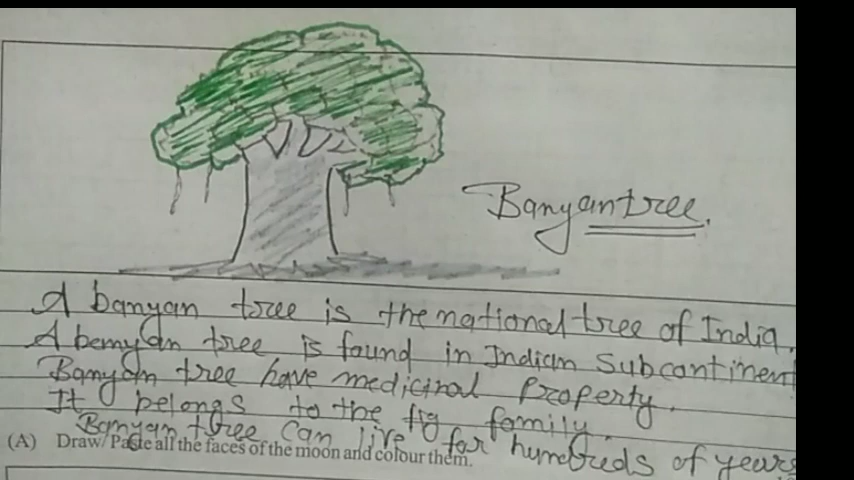 Banyan tree.
A banyan tree is the national tree of India.
A banyan tree is found in Indian Subcontinent
Banyan tree have medicinal Property.
It belongs to the fig family.
Banyan tree can live for hundreds of years
(A) Draw/Paste all the faces of the moon and colour them.